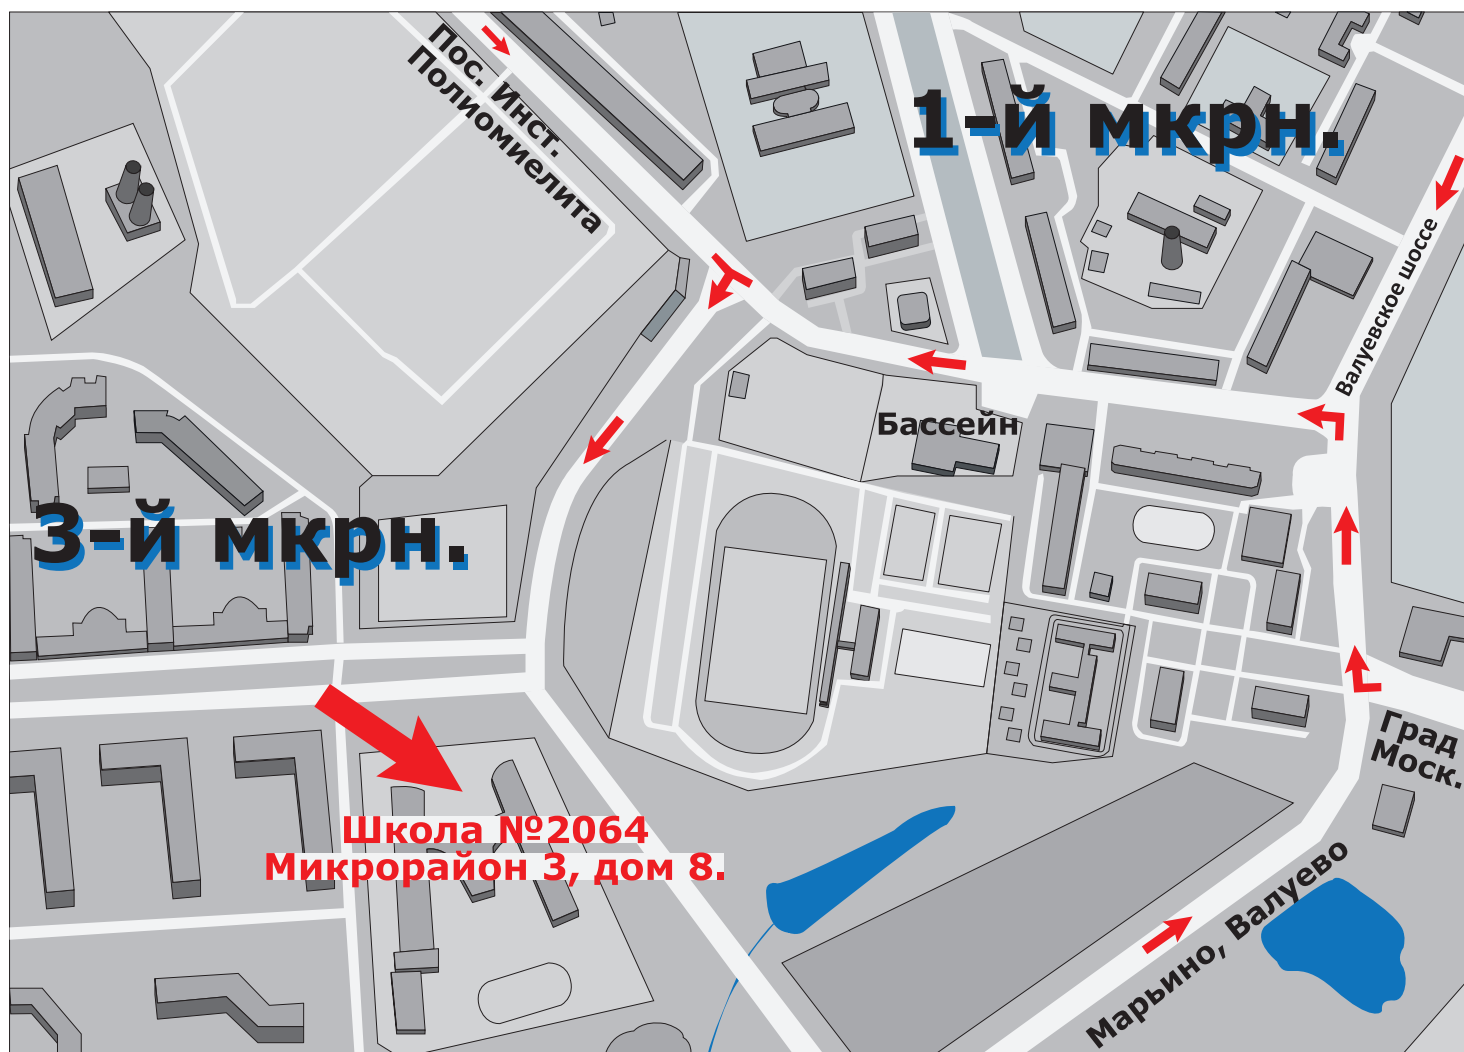 Пос. Инст.
Полиомиелита
1-й мкрн.
Валуевское шоссе
Бассейн
3-й мкрн.
Град
Моск.
Школа №2064
Микрорайон 3, дом 8.
Марьино, Валуево